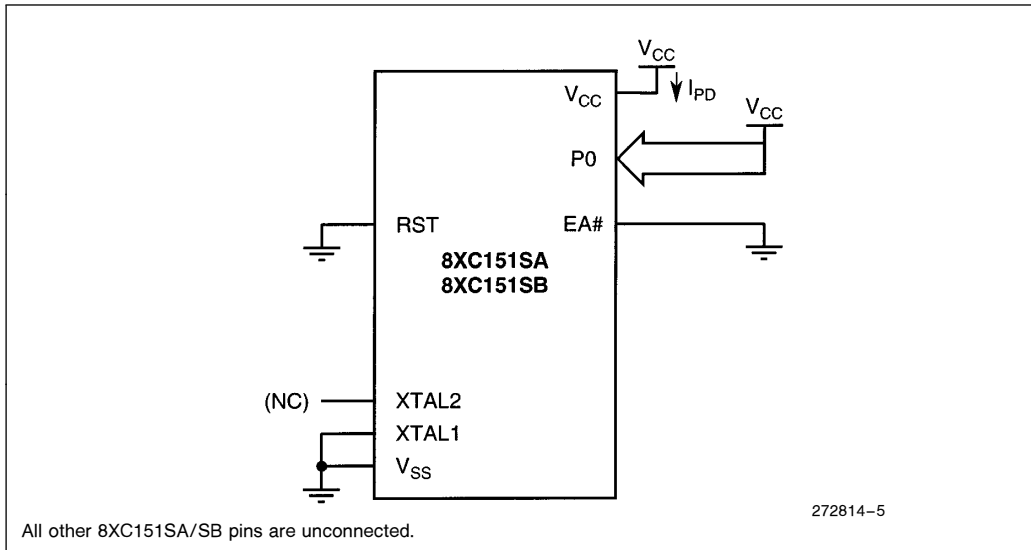 VCC
VCC
IPD
VCC
P0
RST
EA#
8XC151SA
8XC151SB
(NC)
XTAL2
XTAL1
VSS
272814–5
All other 8XC151SA/SB pins are unconnected.